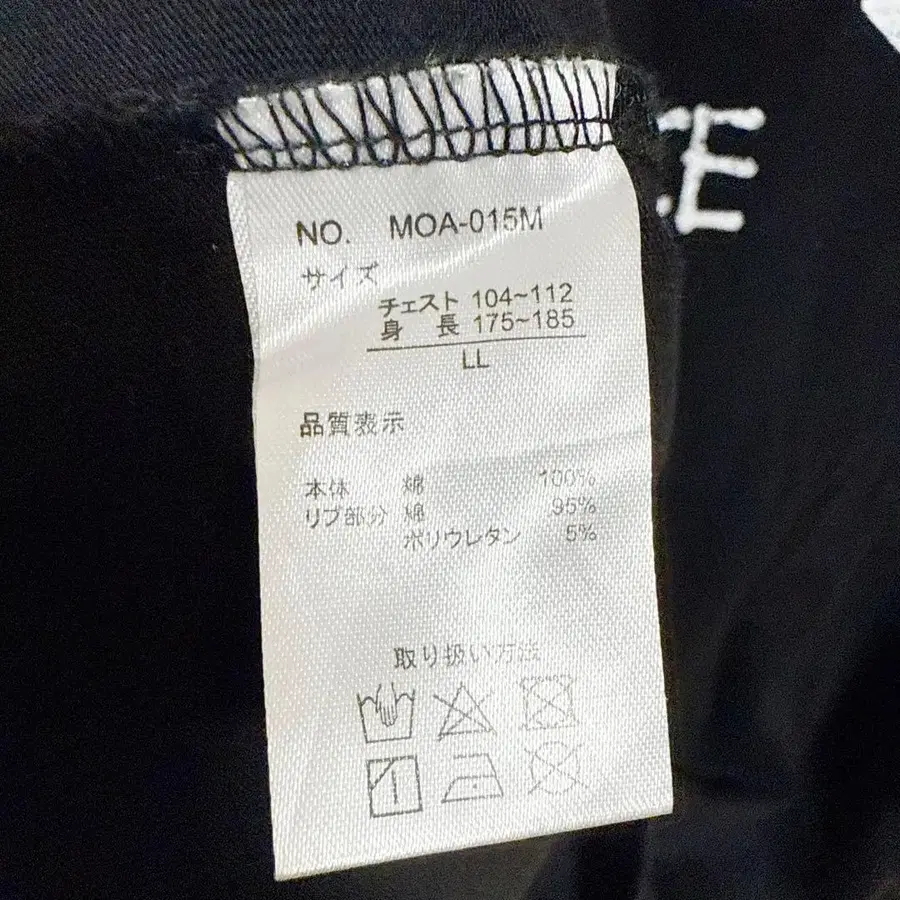 NO. MOA-015M
サイズ
チェスト 104~112
身長 175~185
LL
品質表示
本体 綿 100%
リブ部分 綿 95%
ポリウレタン 5%
取り扱い方法
E